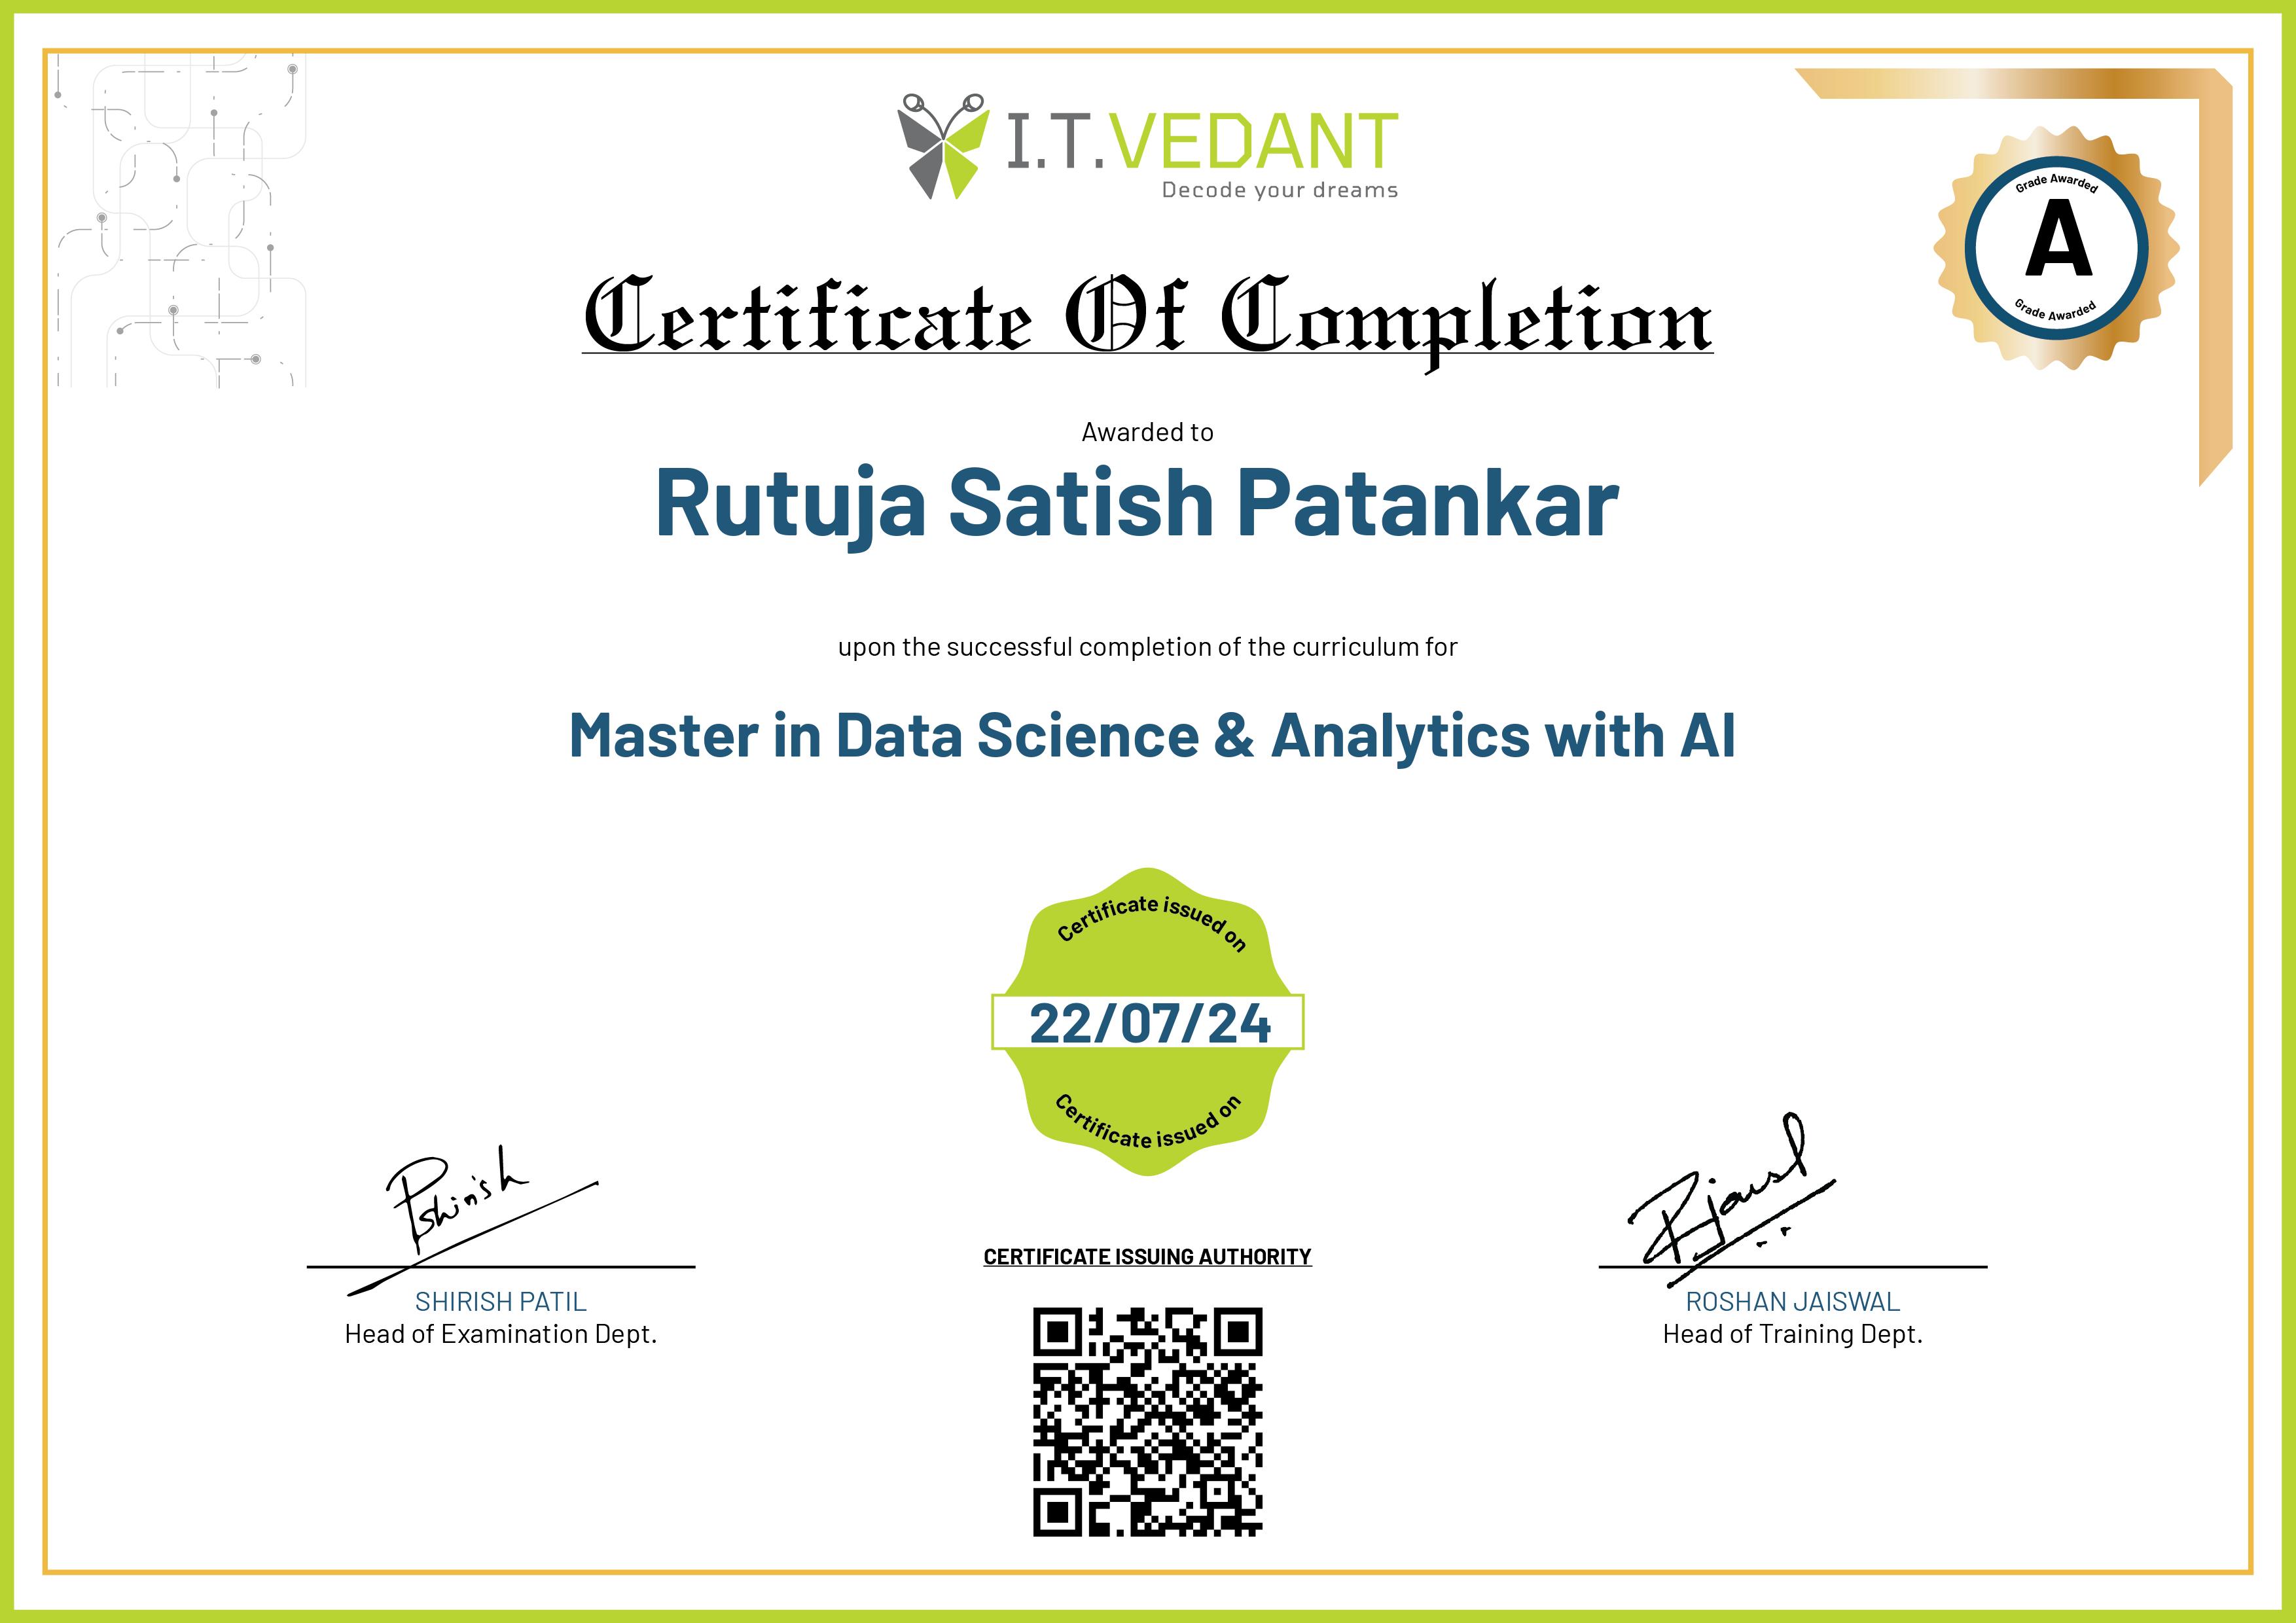 I.T.VEDANT
Decode your dreams
Grade Awarded
A
Grade Awarded
Certificate Of Completion
Awarded to
Rutuja Satish Patankar
upon the successful completion of the curriculum for
Master in Data Science & Analytics with AI
Certificate issued on
22/07/24
Certificate issued on
Pshirish
Rjaiswal
CERTIFICATE ISSUING AUTHORITY
SHIRISH PATIL
Head of Examination Dept.
ROSHAN JAISWAL
Head of Training Dept.